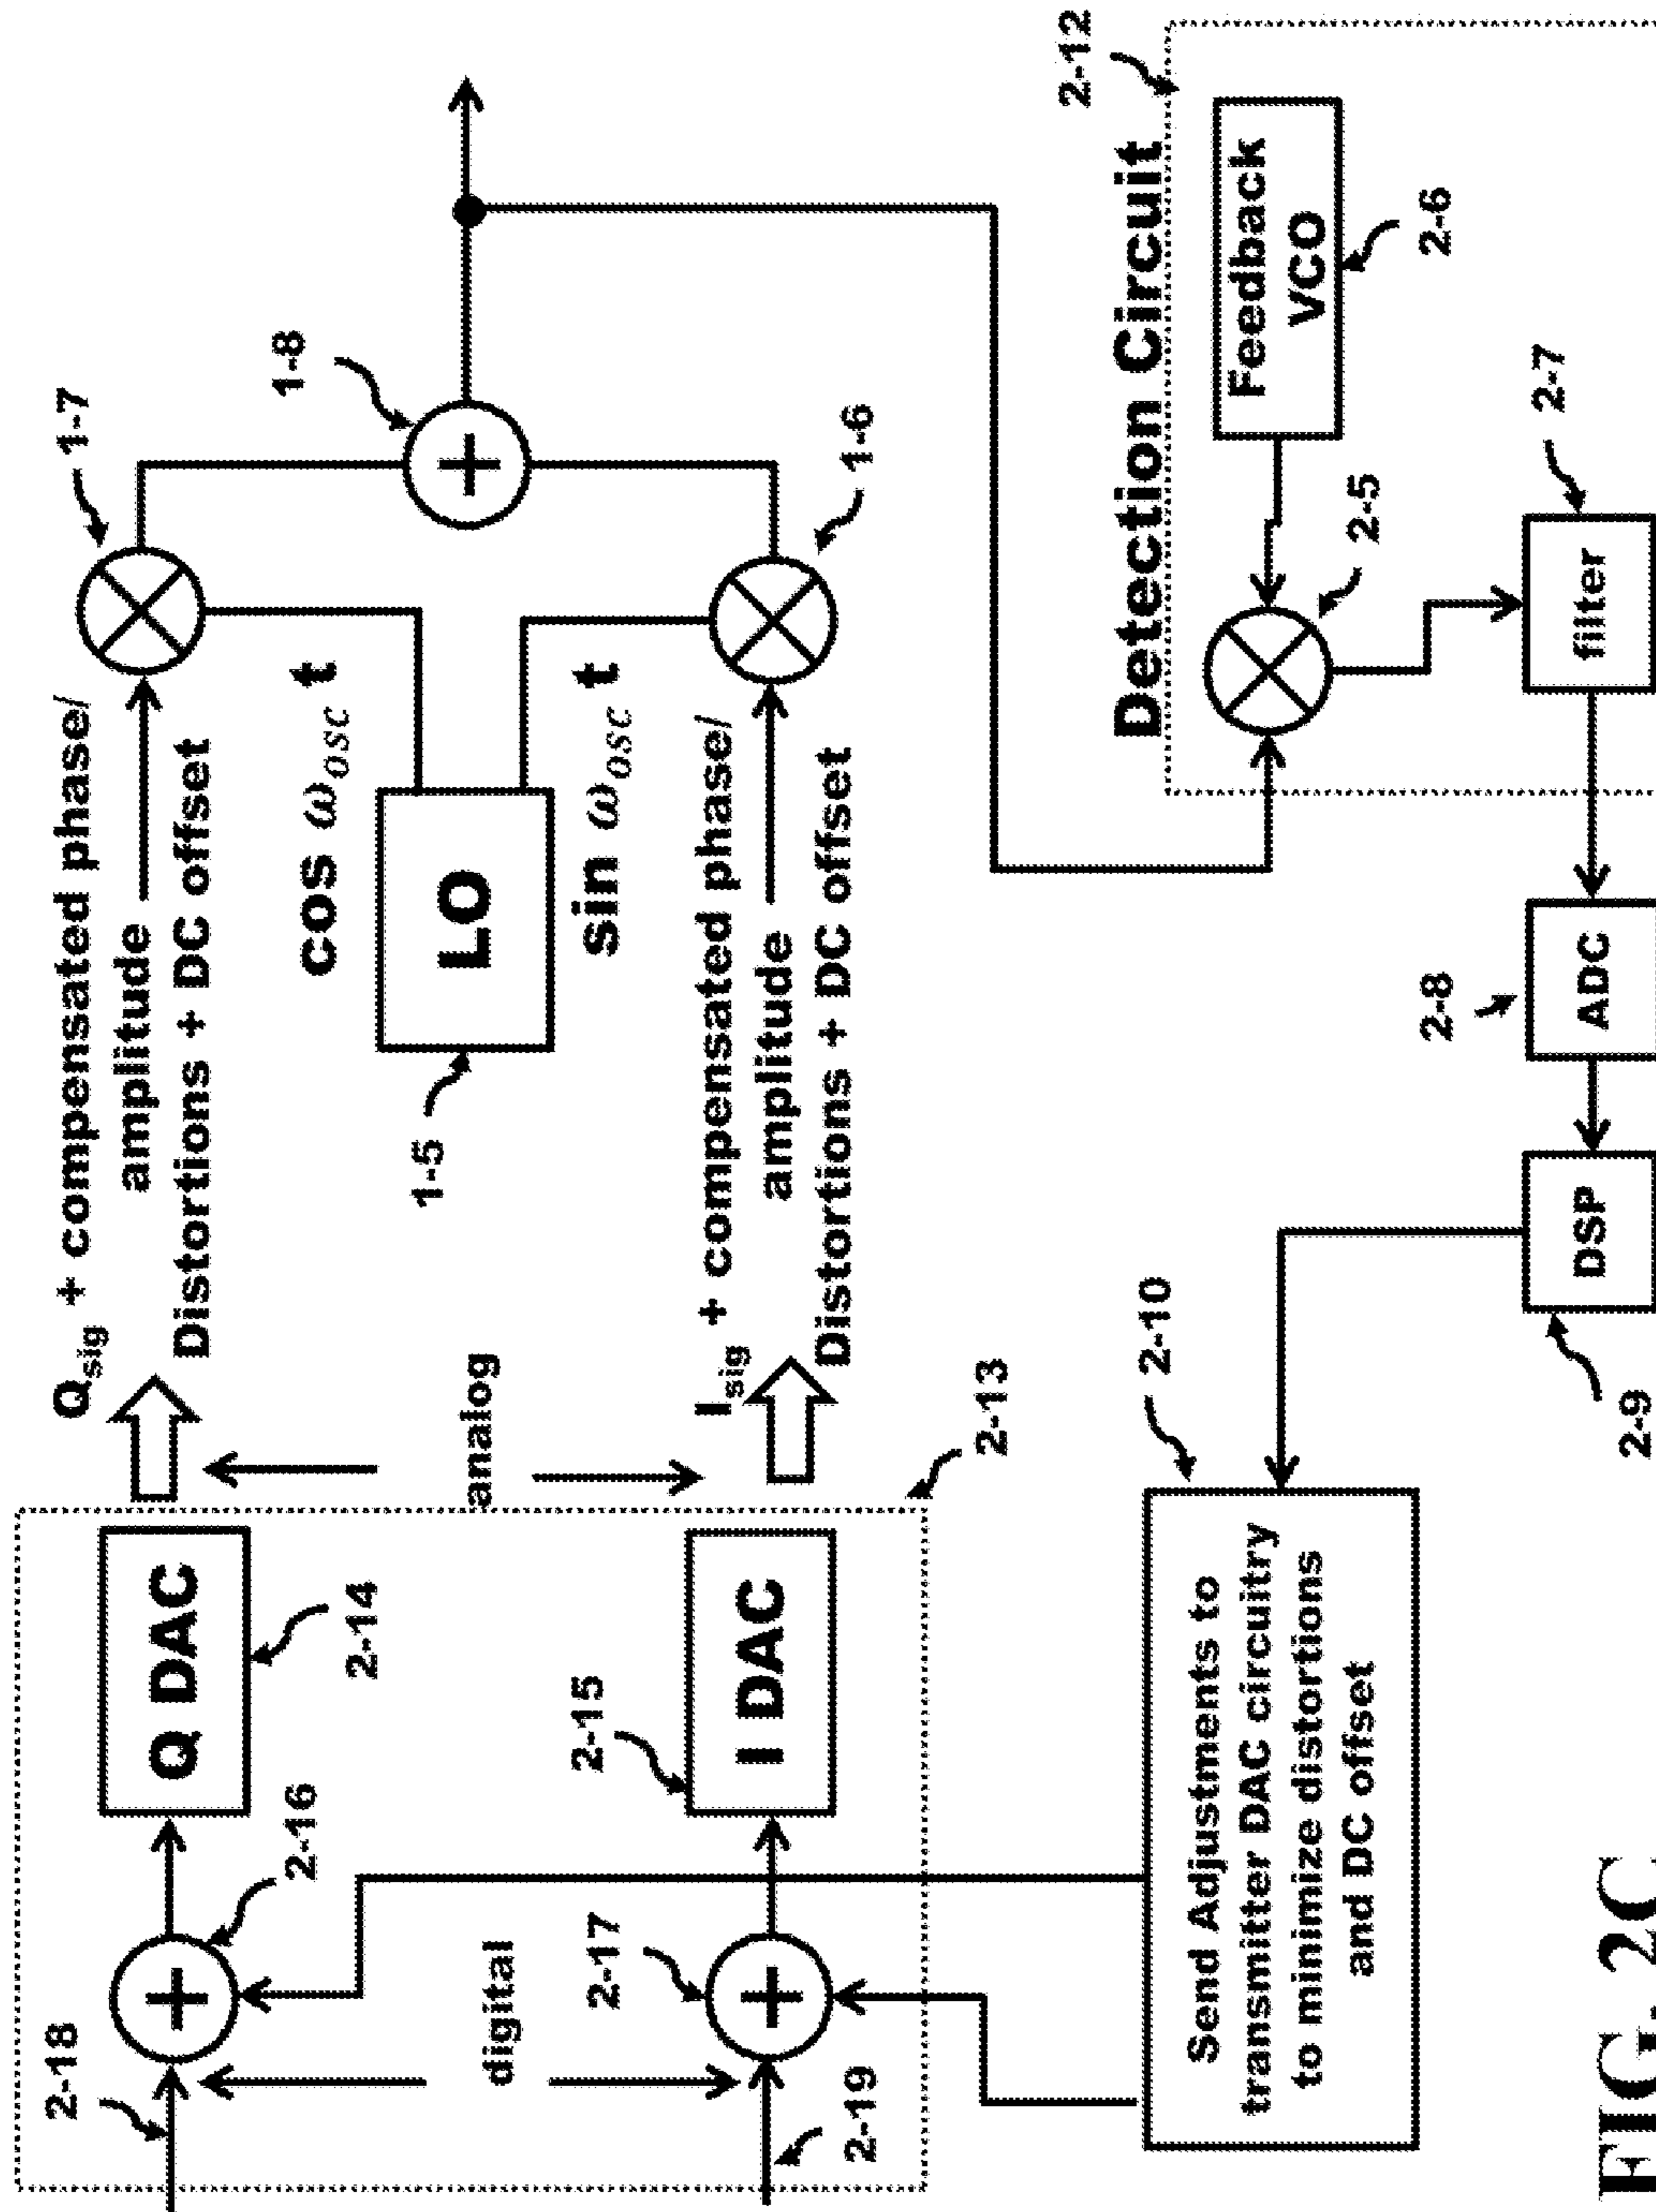 2-18
2-16
Q DAC
2-14
Q_sig + compensated phase/
amplitude
Distortions + DC offset
1-7
digital
analog
cos ω_osc t
LO
1-5
sin ω_osc t
1-8
2-19
2-17
2-15
I DAC
2-13
I_sig + compensated phase/
amplitude
Distortions + DC offset
1-6
2-10
Send Adjustments to
transmitter DAC circuitry
to minimize distortions
and DC offset
Detection Circuit
2-12
Feedback
VCO
2-6
2-5
2-7
filter
2-8
ADC
DSP
2-9
FIG. 2C